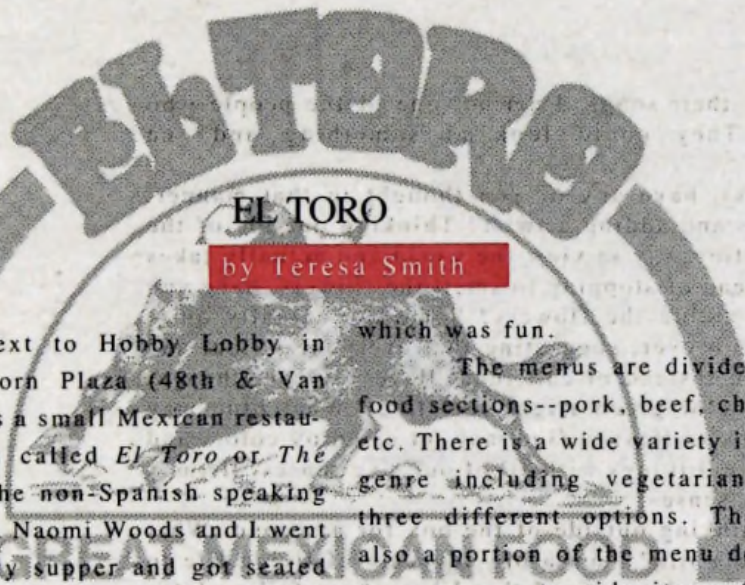 EL TORO
EL TORO
by Teresa Smith
ext to Hobby Lobby in
orn Plaza (48th & Van
s a small Mexican restau-
called El Toro or The
he non-Spanish speaking
Naomi Woods and I went
ly supper and got seated
which was fun.
The menus are divide
food sections--pork, beef, ch
etc. There is a wide variety i
genre including vegetarian
three different options. Th
also a portion of the menu d
GREAT MEXICAN FOOD